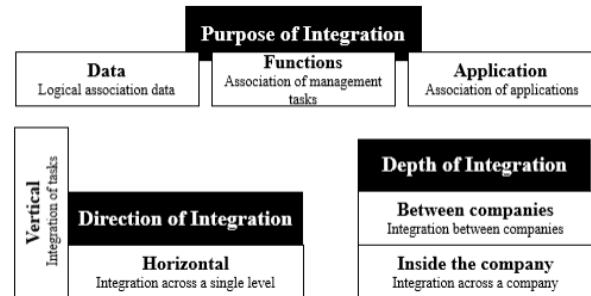 Purpose of Integration
Data
Logical association data
Functions
Association of management
tasks
Application
Association of applications
Vertical
Integration of tasks
Direction of Integration
Horizontal
Integration across a single level
Depth of Integration
Between companies
Integration between companies
Inside the company
Integration across a company